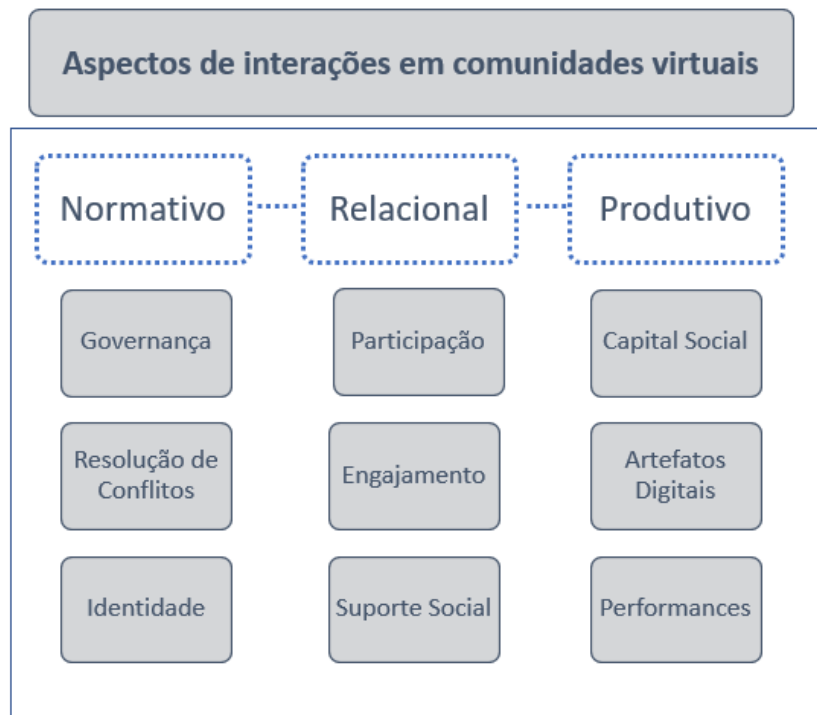 Aspectos de interações em comunidades virtuais
Normativo
Relacional
Produtivo
Governança
Participação
Capital Social
Resolução de
Conflitos
Engajamento
Artefatos
Digitais
Identidade
Suporte Social
Performances